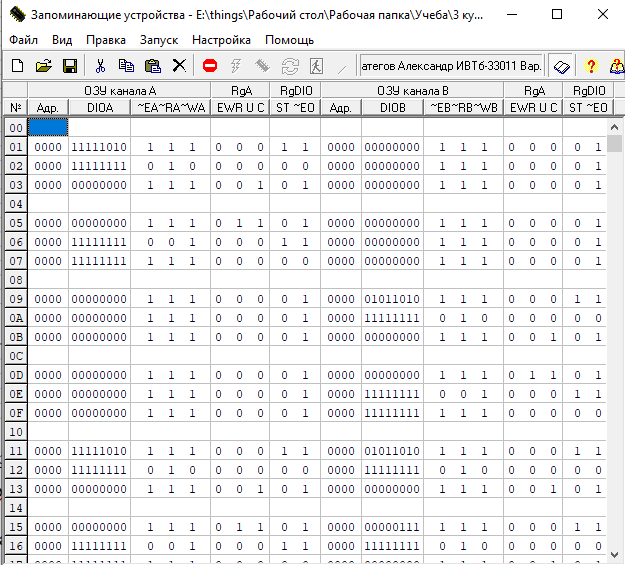 Запоминающие устройства - E:\things\Рабочий стол\Рабочая папка\Учеба\3 ку...
Файл Вид Правка Запуск Настройка Помощь
атегов Александр ИВТб-33011 Вар.
ОЗУ канала A RgA RgDIO ОЗУ канала B RgA RgDIO
№ Адр. DIOA ~EA~RA~WA EWR U C ST ~EO Адр. DIOB ~EB~RB~WB EWR U C ST ~EO
00
01 0000 11111010 1 1 1 0 0 0 1 1 0000 00000000 1 1 1 0 0 0 0 1
02 0000 11111111 0 1 0 0 0 0 0 1 0000 00000000 1 1 1 0 0 0 0 1
03 0000 00000000 1 1 1 0 0 1 0 1 0000 00000000 1 1 1 0 0 0 0 1
04
05 0000 00000000 1 1 1 0 1 1 0 1 0000 00000000 1 1 1 0 0 0 0 1
06 0000 11111111 0 0 1 0 0 0 1 1 0000 00000000 1 1 1 0 0 0 0 1
07 0000 11111111 1 1 1 0 0 0 0 0 0000 00000000 1 1 1 0 0 0 0 1
08
09 0000 00000000 1 1 1 0 0 0 0 1 0000 01011010 1 1 1 0 0 0 1 1
0A 0000 00000000 1 1 1 0 0 0 0 1 0000 11111111 0 1 0 0 0 0 0 1
0B 0000 00000000 1 1 1 0 0 0 0 1 0000 00000000 1 1 1 0 0 1 0 1
0C
0D 0000 00000000 1 1 1 0 0 0 0 1 0000 00000000 1 1 1 0 1 1 0 1
0E 0000 00000000 1 1 1 0 0 0 0 1 0000 11111111 0 0 1 0 0 0 1 1
0F 0000 00000000 1 1 1 0 0 0 0 1 0000 11111111 1 1 1 0 0 0 0 0
10
11 0000 11111010 1 1 1 0 0 0 1 1 0000 01011010 1 1 1 0 0 0 1 1
12 0000 11111111 0 1 0 0 0 0 0 1 0000 11111111 0 1 0 0 0 0 0 1
13 0000 00000000 1 1 1 0 0 1 0 1 0000 00000000 1 1 1 0 0 1 0 1
14
15 0000 00000000 1 1 1 0 1 1 0 1 0000 00000111 1 1 1 0 0 0 1 1
16 0000 11111111 0 0 1 0 0 0 1 1 0000 11111111 0 1 0 0 0 0 0 1